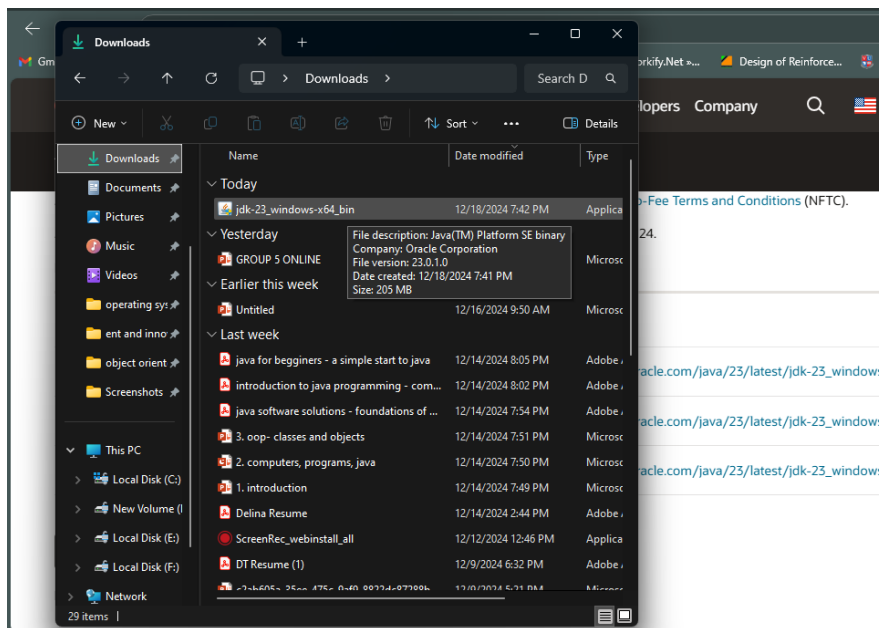 Downloads
Gm
orkify.Net »...
Design of Reinforce...
Downloads
Search D
lopers Company
New
Sort
Details
Downloads
Documents
Pictures
Music
Videos
operating sys
ent and inno
object orient
Screenshots
This PC
Local Disk (C:)
New Volume (
Local Disk (E:)
Local Disk (F:)
Network
Name
Date modified
Type
Today
jdk-23_windows-x64_bin
12/18/2024 7:42 PM
Applica
Yesterday
File description: Java(TM) Platform SE binary
Company: Oracle Corporation
File version: 23.0.1.0
Date created: 12/18/2024 7:41 PM
Size: 205 MB
GROUP 5 ONLINE
Microsc
Earlier this week
Untitled
12/16/2024 9:50 AM
Microsc
Last week
java for begginers - a simple start to java
12/14/2024 8:05 PM
Adobe
introduction to java programming - com...
12/14/2024 8:02 PM
Adobe
java software solutions - foundations of ...
12/14/2024 7:54 PM
Adobe
3. oop- classes and objects
12/14/2024 7:51 PM
Microsc
2. computers, programs, java
12/14/2024 7:50 PM
Microsc
1. introduction
12/14/2024 7:49 PM
Microsc
Delina Resume
12/14/2024 2:44 PM
Adobe
ScreenRec_webinstall_all
12/12/2024 12:46 PM
Applica
DT Resume (1)
12/9/2024 6:32 PM
Adobe
29 items
o-Fee Terms and Conditions (NFTC).
24.
racle.com/java/23/latest/jdk-23_window
racle.com/java/23/latest/jdk-23_window
racle.com/java/23/latest/jdk-23_window